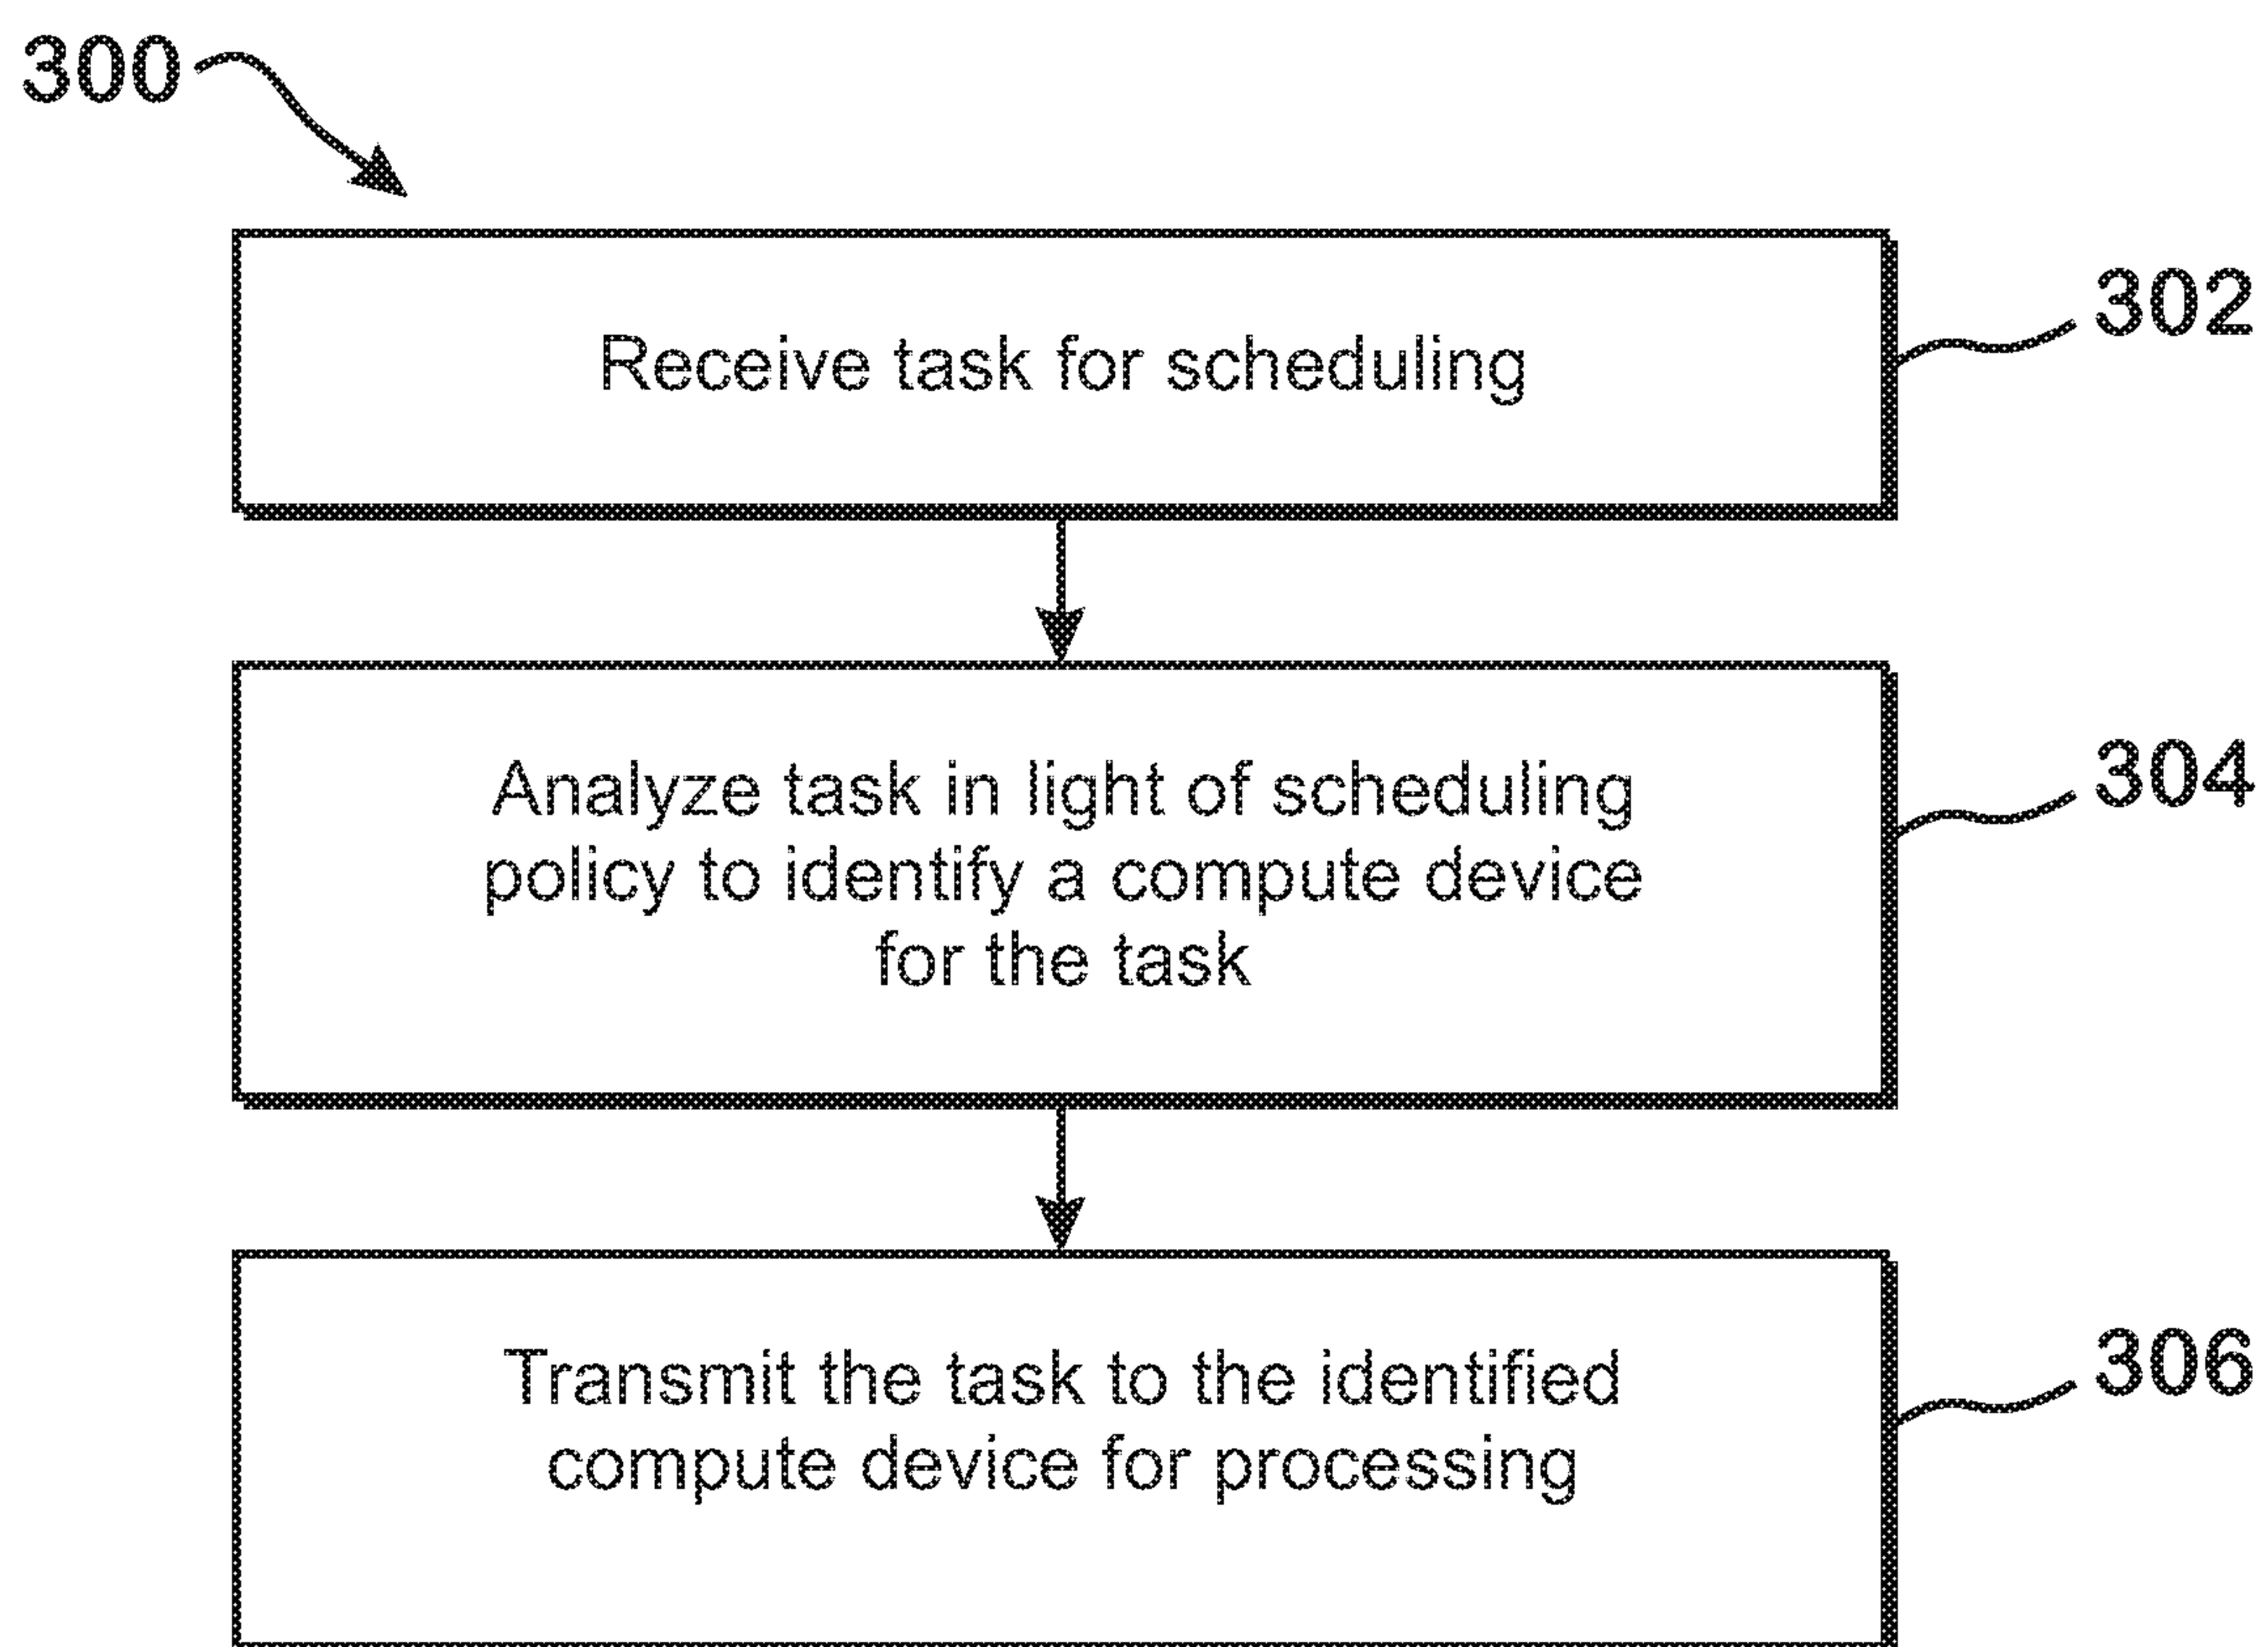 300
Receive task for scheduling
302
Analyze task in light of scheduling
policy to identify a compute device
for the task
304
Transmit the task to the identified
compute device for processing
306